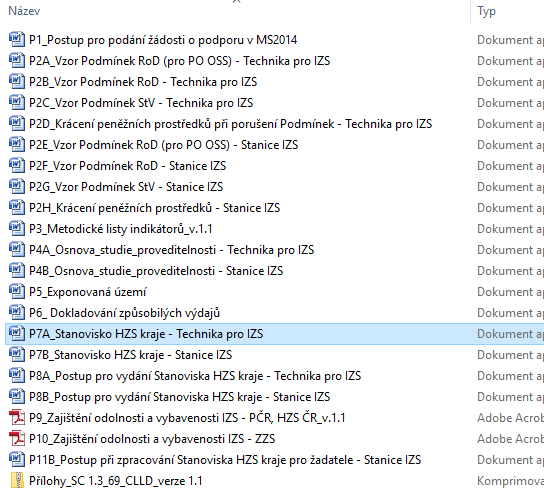 Název Typ
P1_Postup pro podání žádosti o podporu v MS2014 Dokument ap
P2A_Vzor Podmínek RoD (pro PO OSS) - Technika pro IZS Dokument ap
P2B_Vzor Podmínek RoD - Technika pro IZS Dokument ap
P2C_Vzor Podmínek StV - Technika pro IZS Dokument ap
P2D_Krácení peněžních prostředků při porušení Podmínek - Technika pro IZS Dokument ap
P2E_Vzor Podmínek RoD (pro PO OSS) - Stanice IZS Dokument ap
P2F_Vzor Podmínek RoD - Stanice IZS Dokument ap
P2G_Vzor Podmínek StV - Stanice IZS Dokument ap
P2H_Krácení peněžních prostředků - Stanice IZS Dokument ap
P3_Metodické listy indikátorů_v.1.1 Dokument ap
P4A_Osnova_studie_proveditelnosti - Technika pro IZS Dokument ap
P4B_Osnova_studie_proveditelnosti - Stanice IZS Dokument ap
P5_Exponovaná území Dokument ap
P6_ Dokladování způsobilých výdajů Dokument ap
P7A_Stanovisko HZS kraje - Technika pro IZS Dokument ap
P7B_Stanovisko HZS kraje - Stanice IZS Dokument ap
P8A_Postup pro vydání Stanoviska HZS kraje - Technika pro IZS Dokument ap
P8B_Postup pro vydání Stanoviska HZS kraje - Stanice IZS Dokument ap
P9_Zajištění odolnosti a vybavenosti IZS - PČR, HZS ČR_v.1.1 Adobe Acrob
P10_Zajištění odolnosti a vybavenosti IZS - ZZS Adobe Acrob
P11B_Postup při zpracování Stanoviska HZS kraje pro žadatele - Stanice IZS Dokument ap
Přílohy_SC 1.3_69_CLLD_verze 1.1 Komprimova